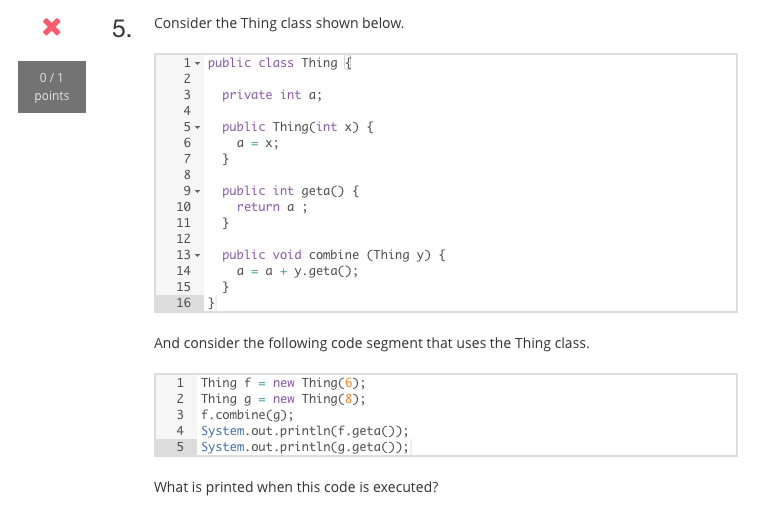 5. Consider the Thing class shown below.
0 / 1
points
1 public class Thing {
2
3 private int a;
4
5 public Thing(int x) {
6 a = x;
7 }
8
9 public int geta() {
10 return a ;
11 }
12
13 public void combine (Thing y) {
14 a = a + y.geta();
15 }
16 }
And consider the following code segment that uses the Thing class.
1 Thing f = new Thing(6);
2 Thing g = new Thing(8);
3 f.combine(g);
4 System.out.println(f.geta());
5 System.out.println(g.geta());
What is printed when this code is executed?